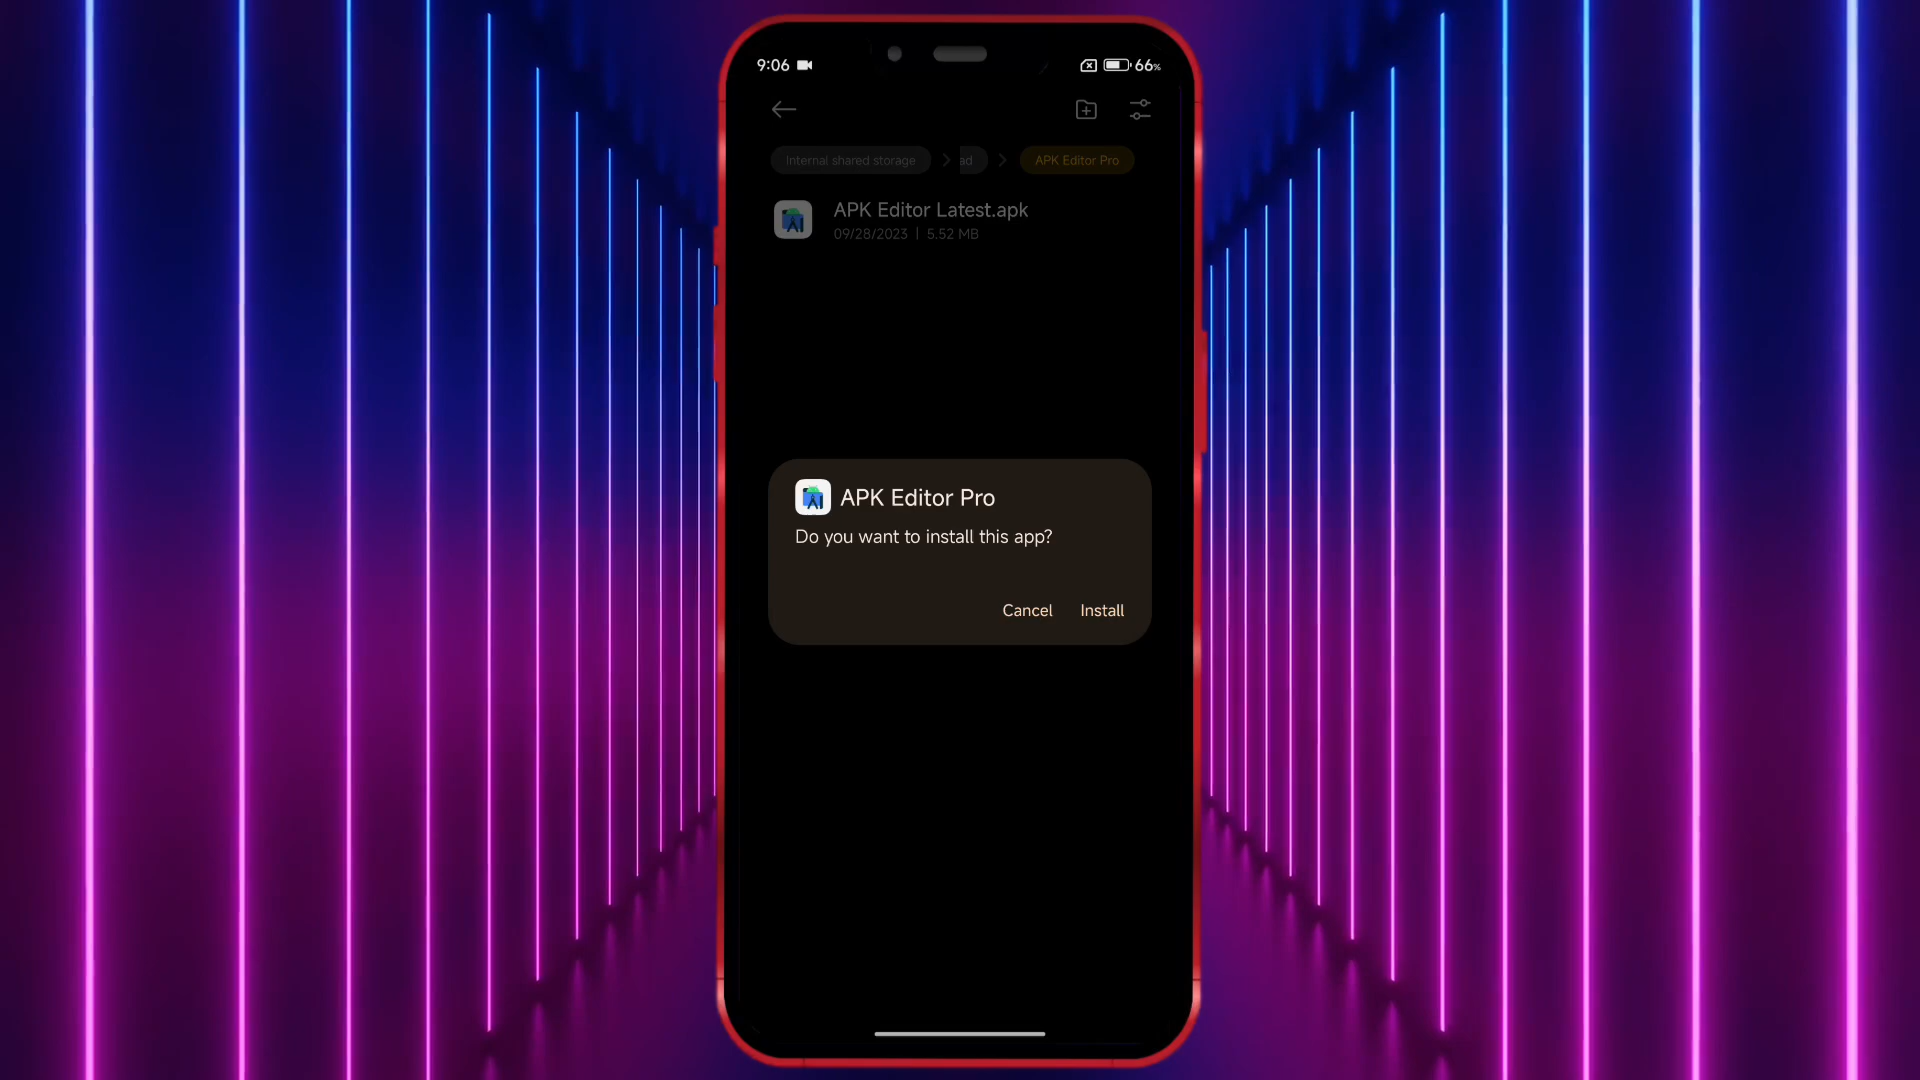 9:06
66%
Internal shared storage
ad
APK Editor Pro
APK Editor Latest.apk
09/28/2023 | 5.52 MB
APK Editor Pro
Do you want to install this app?
Cancel
Install